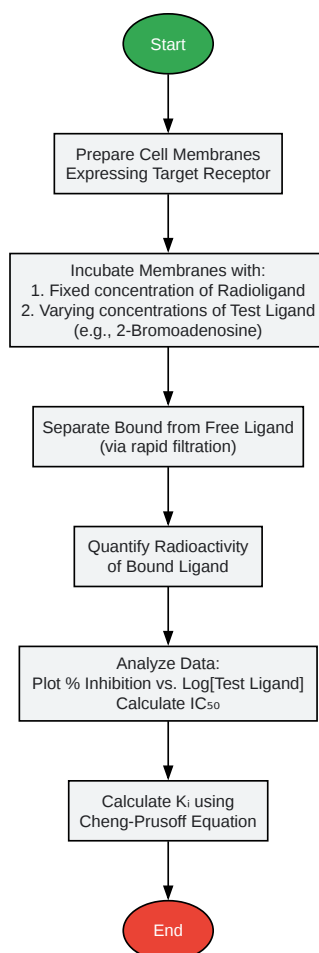 Start
Prepare Cell Membranes
Expressing Target Receptor
Incubate Membranes with:
1. Fixed concentration of Radioligand
2. Varying concentrations of Test Ligand
(e.g., 2-Bromoadenosine)
Separate Bound from Free Ligand
(via rapid filtration)
Quantify Radioactivity
of Bound Ligand
Analyze Data:
Plot % Inhibition vs. Log[Test Ligand]
Calculate IC₅₀
Calculate Kᵢ using
Cheng-Prusoff Equation
End